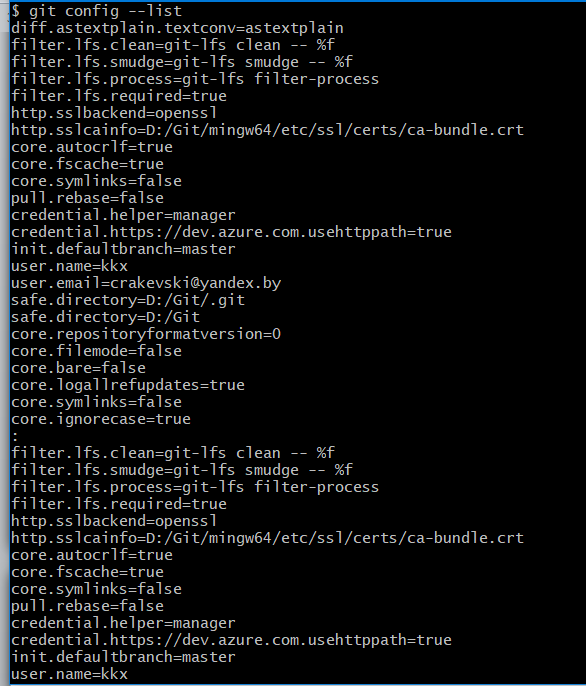 $ git config --list
diff.astextplain.textconv=astextplain
filter.lfs.clean=git-lfs clean -- %f
filter.lfs.smudge=git-lfs smudge -- %f
filter.lfs.process=git-lfs filter-process
filter.lfs.required=true
http.sslbackend=openssl
http.sslcainfo=D:/Git/mingw64/etc/ssl/certs/ca-bundle.crt
core.autocrlf=true
core.fscache=true
core.symlinks=false
pull.rebase=false
credential.helper=manager
credential.https://dev.azure.com.usehttppath=true
init.defaultbranch=master
user.name=kkx
user.email=crakevski@yandex.by
safe.directory=D:/Git/.git
safe.directory=D:/Git
core.repositoryformatversion=0
core.filemode=false
core.bare=false
core.logallrefupdates=true
core.symlinks=false
core.ignorecase=true
:
filter.lfs.clean=git-lfs clean -- %f
filter.lfs.smudge=git-lfs smudge -- %f
filter.lfs.process=git-lfs filter-process
filter.lfs.required=true
http.sslbackend=openssl
http.sslcainfo=D:/Git/mingw64/etc/ssl/certs/ca-bundle.crt
core.autocrlf=true
core.fscache=true
core.symlinks=false
pull.rebase=false
credential.helper=manager
credential.https://dev.azure.com.usehttppath=true
init.defaultbranch=master
user.name=kkx